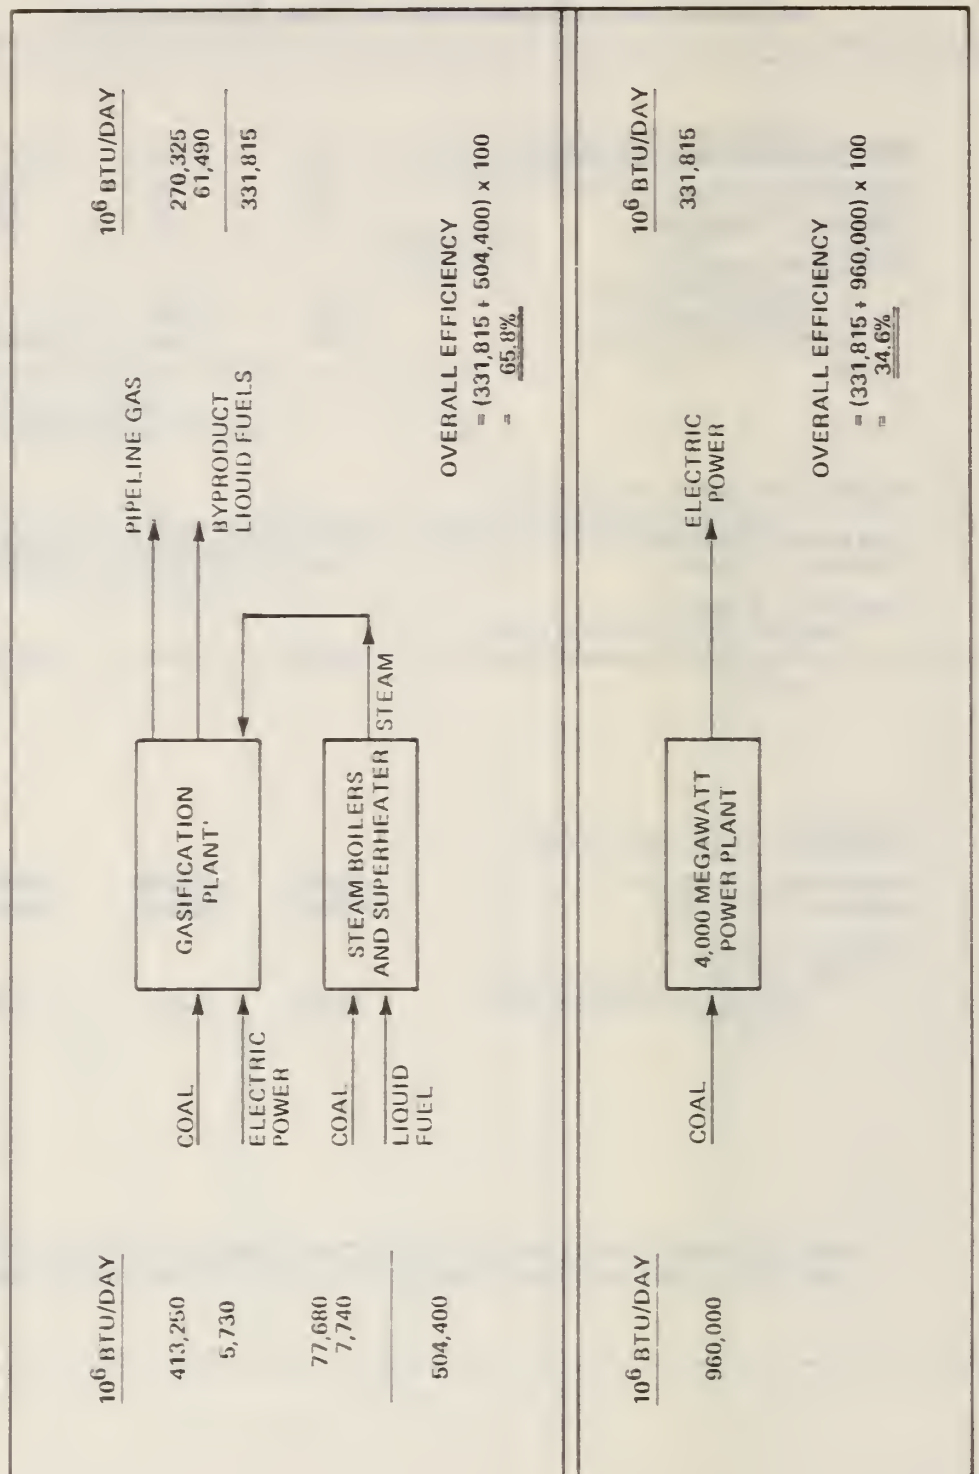 10⁶ BTU/DAY
413,250
5,730
77,680
7,740
504,400
COAL
ELECTRIC
POWER
COAL
LIQUID
FUEL
GASIFICATION
PLANT'
STEAM BOILERS
AND SUPERHEATER
STEAM
PIPELINE GAS
BYPRODUCT
LIQUID FUELS
10⁶ BTU/DAY
270,325
61,490
331,815
OVERALL EFFICIENCY
= (331,815 ÷ 504,400) x 100
= 65.8%
10⁶ BTU/DAY
960,000
COAL
4,000 MEGAWATT
POWER PLANT
ELECTRIC
POWER
10⁶ BTU/DAY
331,815
OVERALL EFFICIENCY
= (331,815 ÷ 960,000) x 100
= 34.6%